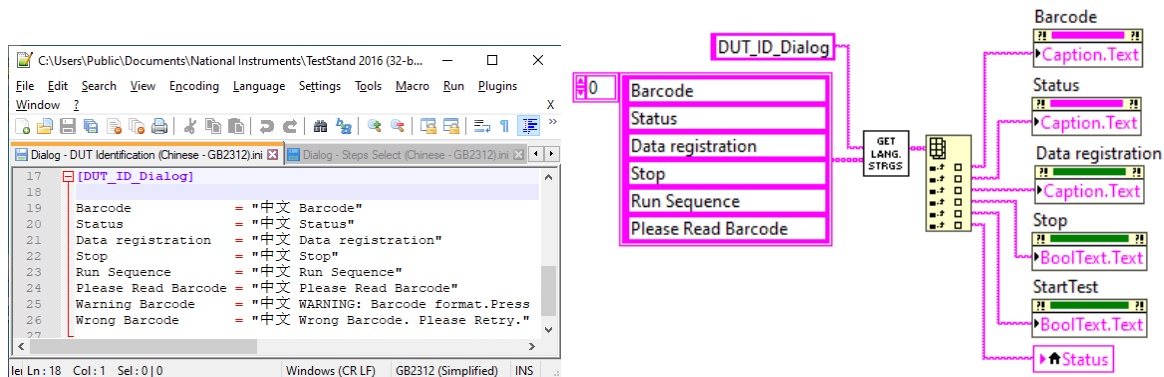 C:\Users\Public\Documents\National Instruments\TestStand 2016 (32-b...
File Edit Search View Encoding Language Settings Tools Macro Run Plugins
Window ? X
Dialog - DUT Identification (Chinese - GB2312).ini
Dialog - Steps Select (Chinese - GB2312).ini
17 [DUT_ID_Dialog]
18
19 Barcode = "中文 Barcode"
20 Status = "中文 Status"
21 Data registration = "中文 Data registration"
22 Stop = "中文 Stop"
23 Run Sequence = "中文 Run Sequence"
24 Please Read Barcode = "中文 Please Read Barcode"
25 Warning Barcode = "中文 WARNING: Barcode format.Press
26 Wrong Barcode = "中文 Wrong Barcode. Please Retry."
27
Ln : 18 Col : 1 Sel : 0 | 0 Windows (CR LF) GB2312 (Simplified) INS
DUT_ID_Dialog
0
Barcode
Status
Data registration
Stop
Run Sequence
Please Read Barcode
GET
LANG.
STRGS
Barcode
Caption.Text
Status
Caption.Text
Data registration
Caption.Text
Stop
BoolText.Text
StartTest
BoolText.Text
Status